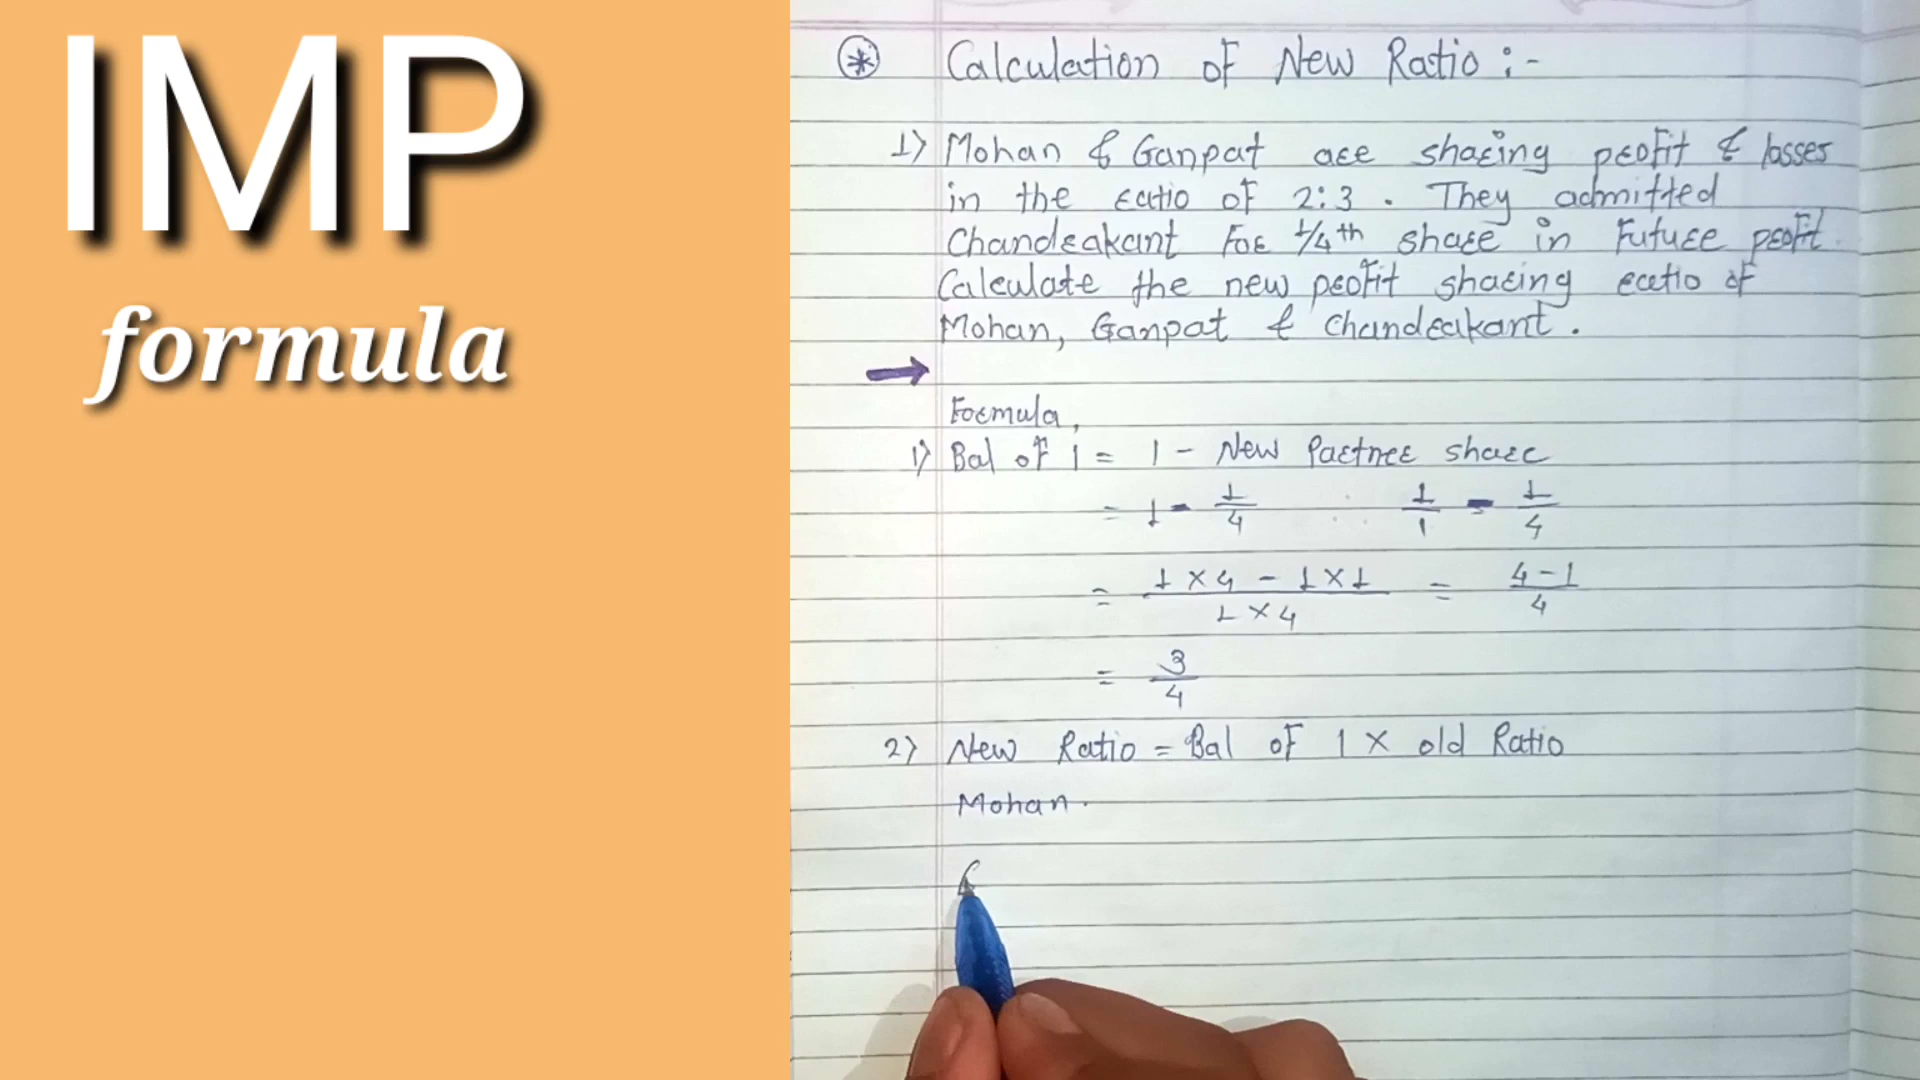 IMP
formula
* Calculation of New Ratio :-
1) Mohan & Ganpat are sharing profit & losses
in the ratio of 2:3. They admitted
Chandrakant For 1/4th share in Future profit.
Calculate the new profit sharing ratio of
Mohan, Ganpat & Chandrakant.
Formula,
1) Bal of 1 = 1 - New Partner share
= 1 - 1/4 1/1 - 1/4
= 1 × 4 - 1 × 1 / 1 × 4 = 4 - 1 / 4
= 3/4
2) New Ratio = Bal of 1 × old Ratio
Mohan.